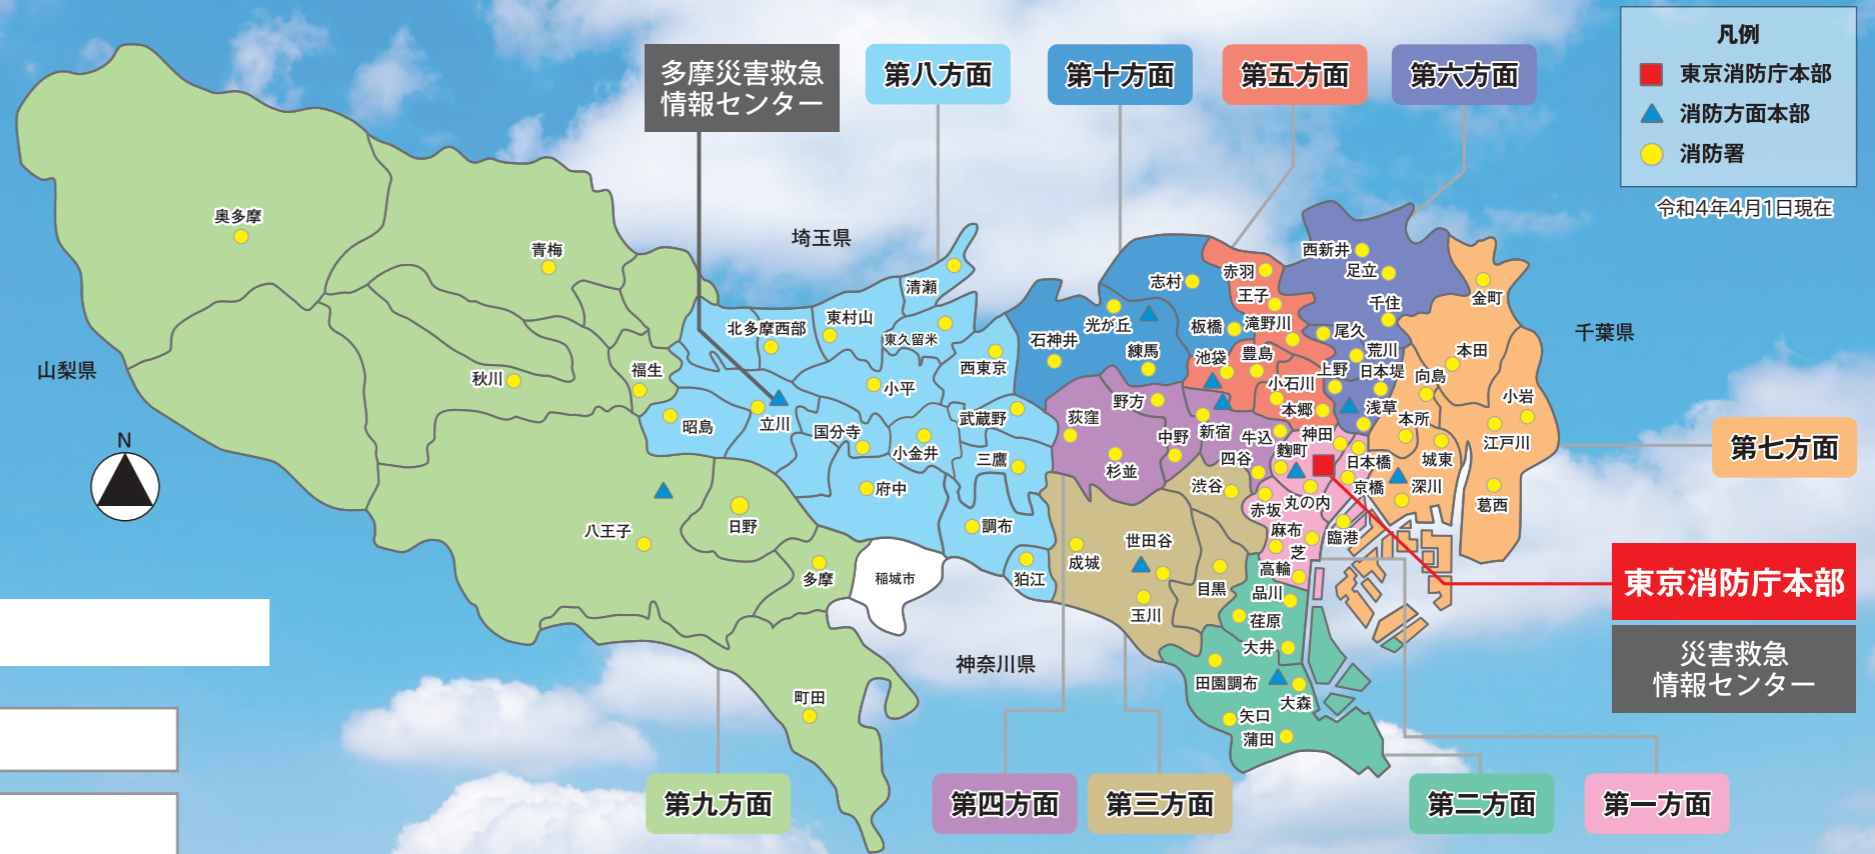 凡例
東京消防庁本部
消防方面本部
消防署
令和4年4月1日現在
多摩災害救急
情報センター
第八方面
第十方面
第五方面
第六方面
埼玉県
山梨県
千葉県
神奈川県
N
奥多摩
青梅
秋川
福生
八王子
日野
多摩
町田
稲城市
清瀬
北多摩西部
東村山
東久留米
西東京
小平
昭島
立川
国分寺
小金井
武蔵野
三鷹
府中
調布
狛江
志村
光が丘
石神井
練馬
板橋
赤羽
王子
滝野川
池袋
豊島
小石川
本郷
西新井
足立
千住
尾久
荒川
上野
日本堤
浅草
金町
本田
向島
小岩
本所
江戸川
城東
深川
葛西
荻窪
野方
中野
杉並
新宿
牛込
四谷
神田
麴町
日本橋
京橋
丸の内
赤坂
麻布
芝
臨港
高輪
渋谷
世田谷
成城
目黒
玉川
品川
荏原
大井
田園調布
大森
矢口
蒲田
第七方面
東京消防庁本部
災害救急
情報センター
第九方面
第四方面
第三方面
第二方面
第一方面